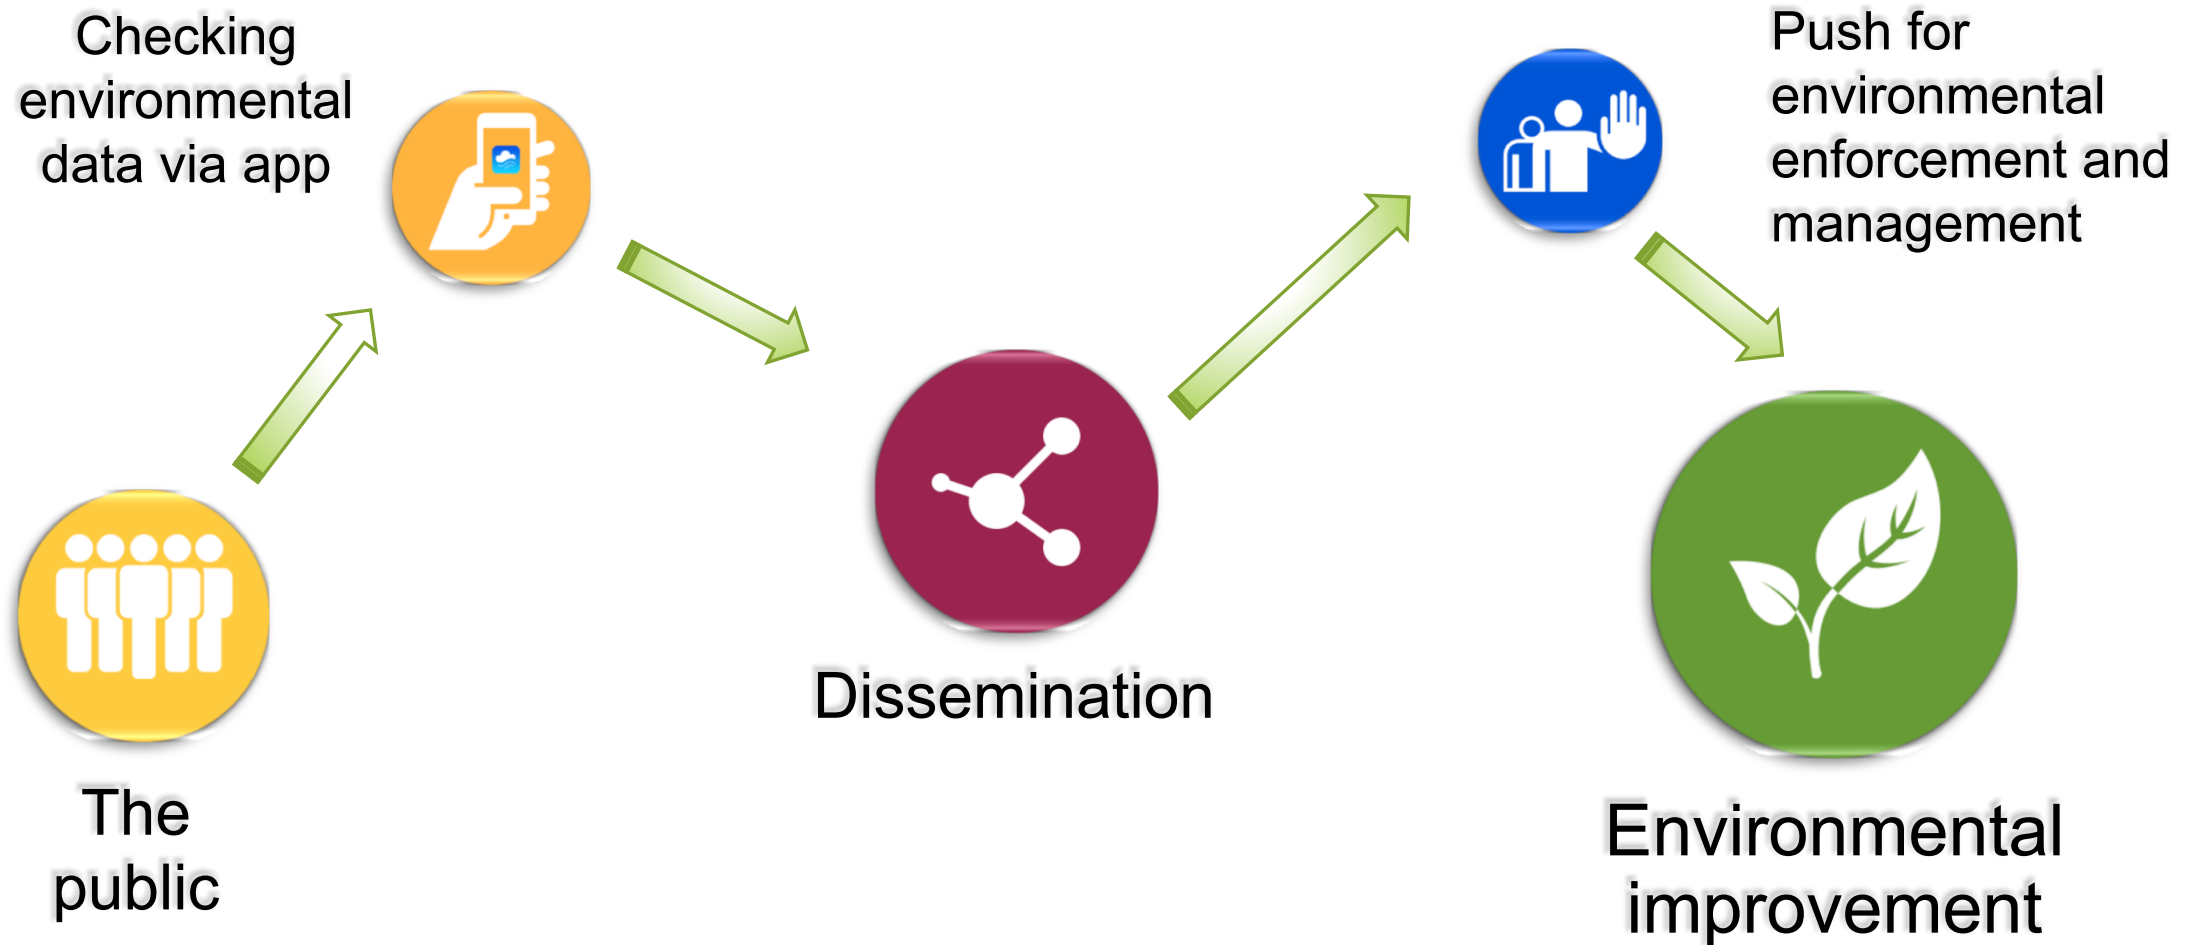 Checking
environmental
data via app
Push for
environmental
enforcement and
management
Dissemination
The
public
Environmental
improvement